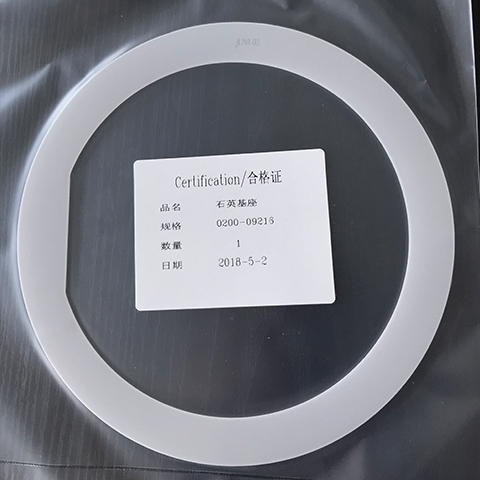 Certification/合格证
品名 石英基座
规格 0200-09216
数量 1
日期 2018-5-2